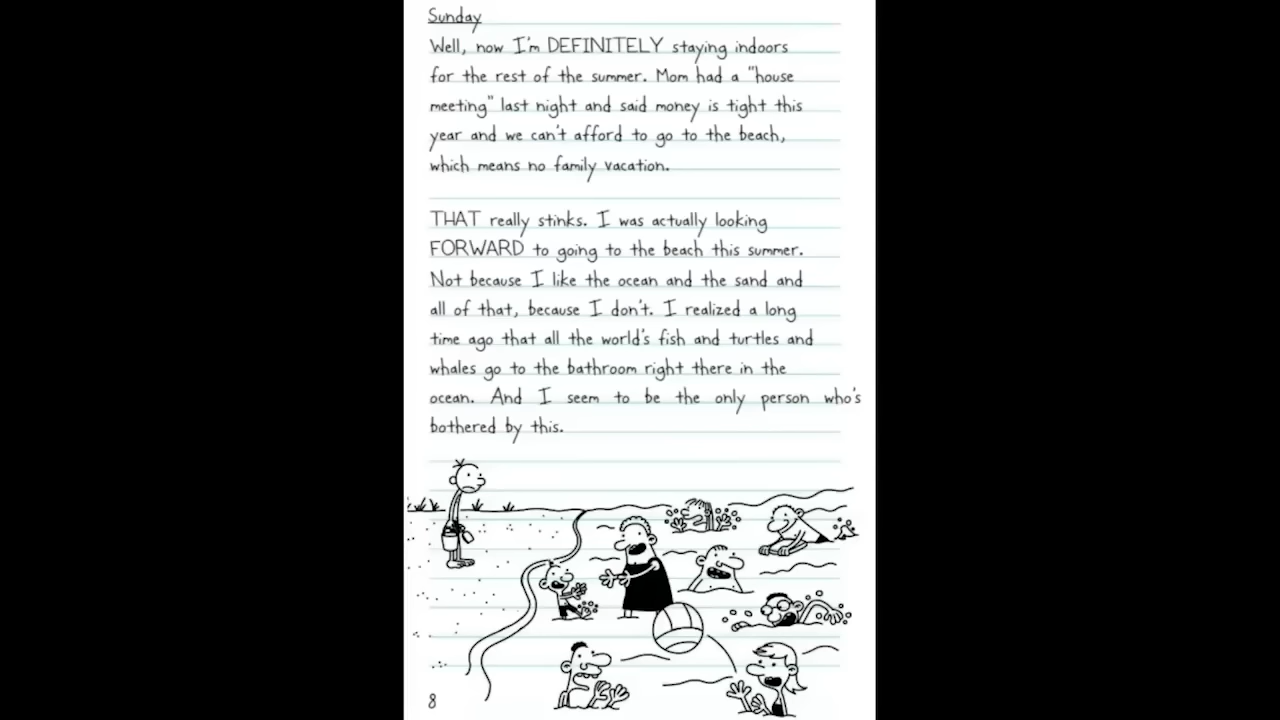 Sunday
Well, now I'm DEFINITELY staying indoors
for the rest of the summer. Mom had a "house
meeting" last night and said money is tight this
year and we can't afford to go to the beach,
which means no family vacation.
THAT really stinks. I was actually looking
FORWARD to going to the beach this summer.
Not because I like the ocean and the sand and
all of that, because I don't. I realized a long
time ago that all the world's fish and turtles and
whales go to the bathroom right there in the
ocean. And I seem to be the only person who's
bothered by this.
8